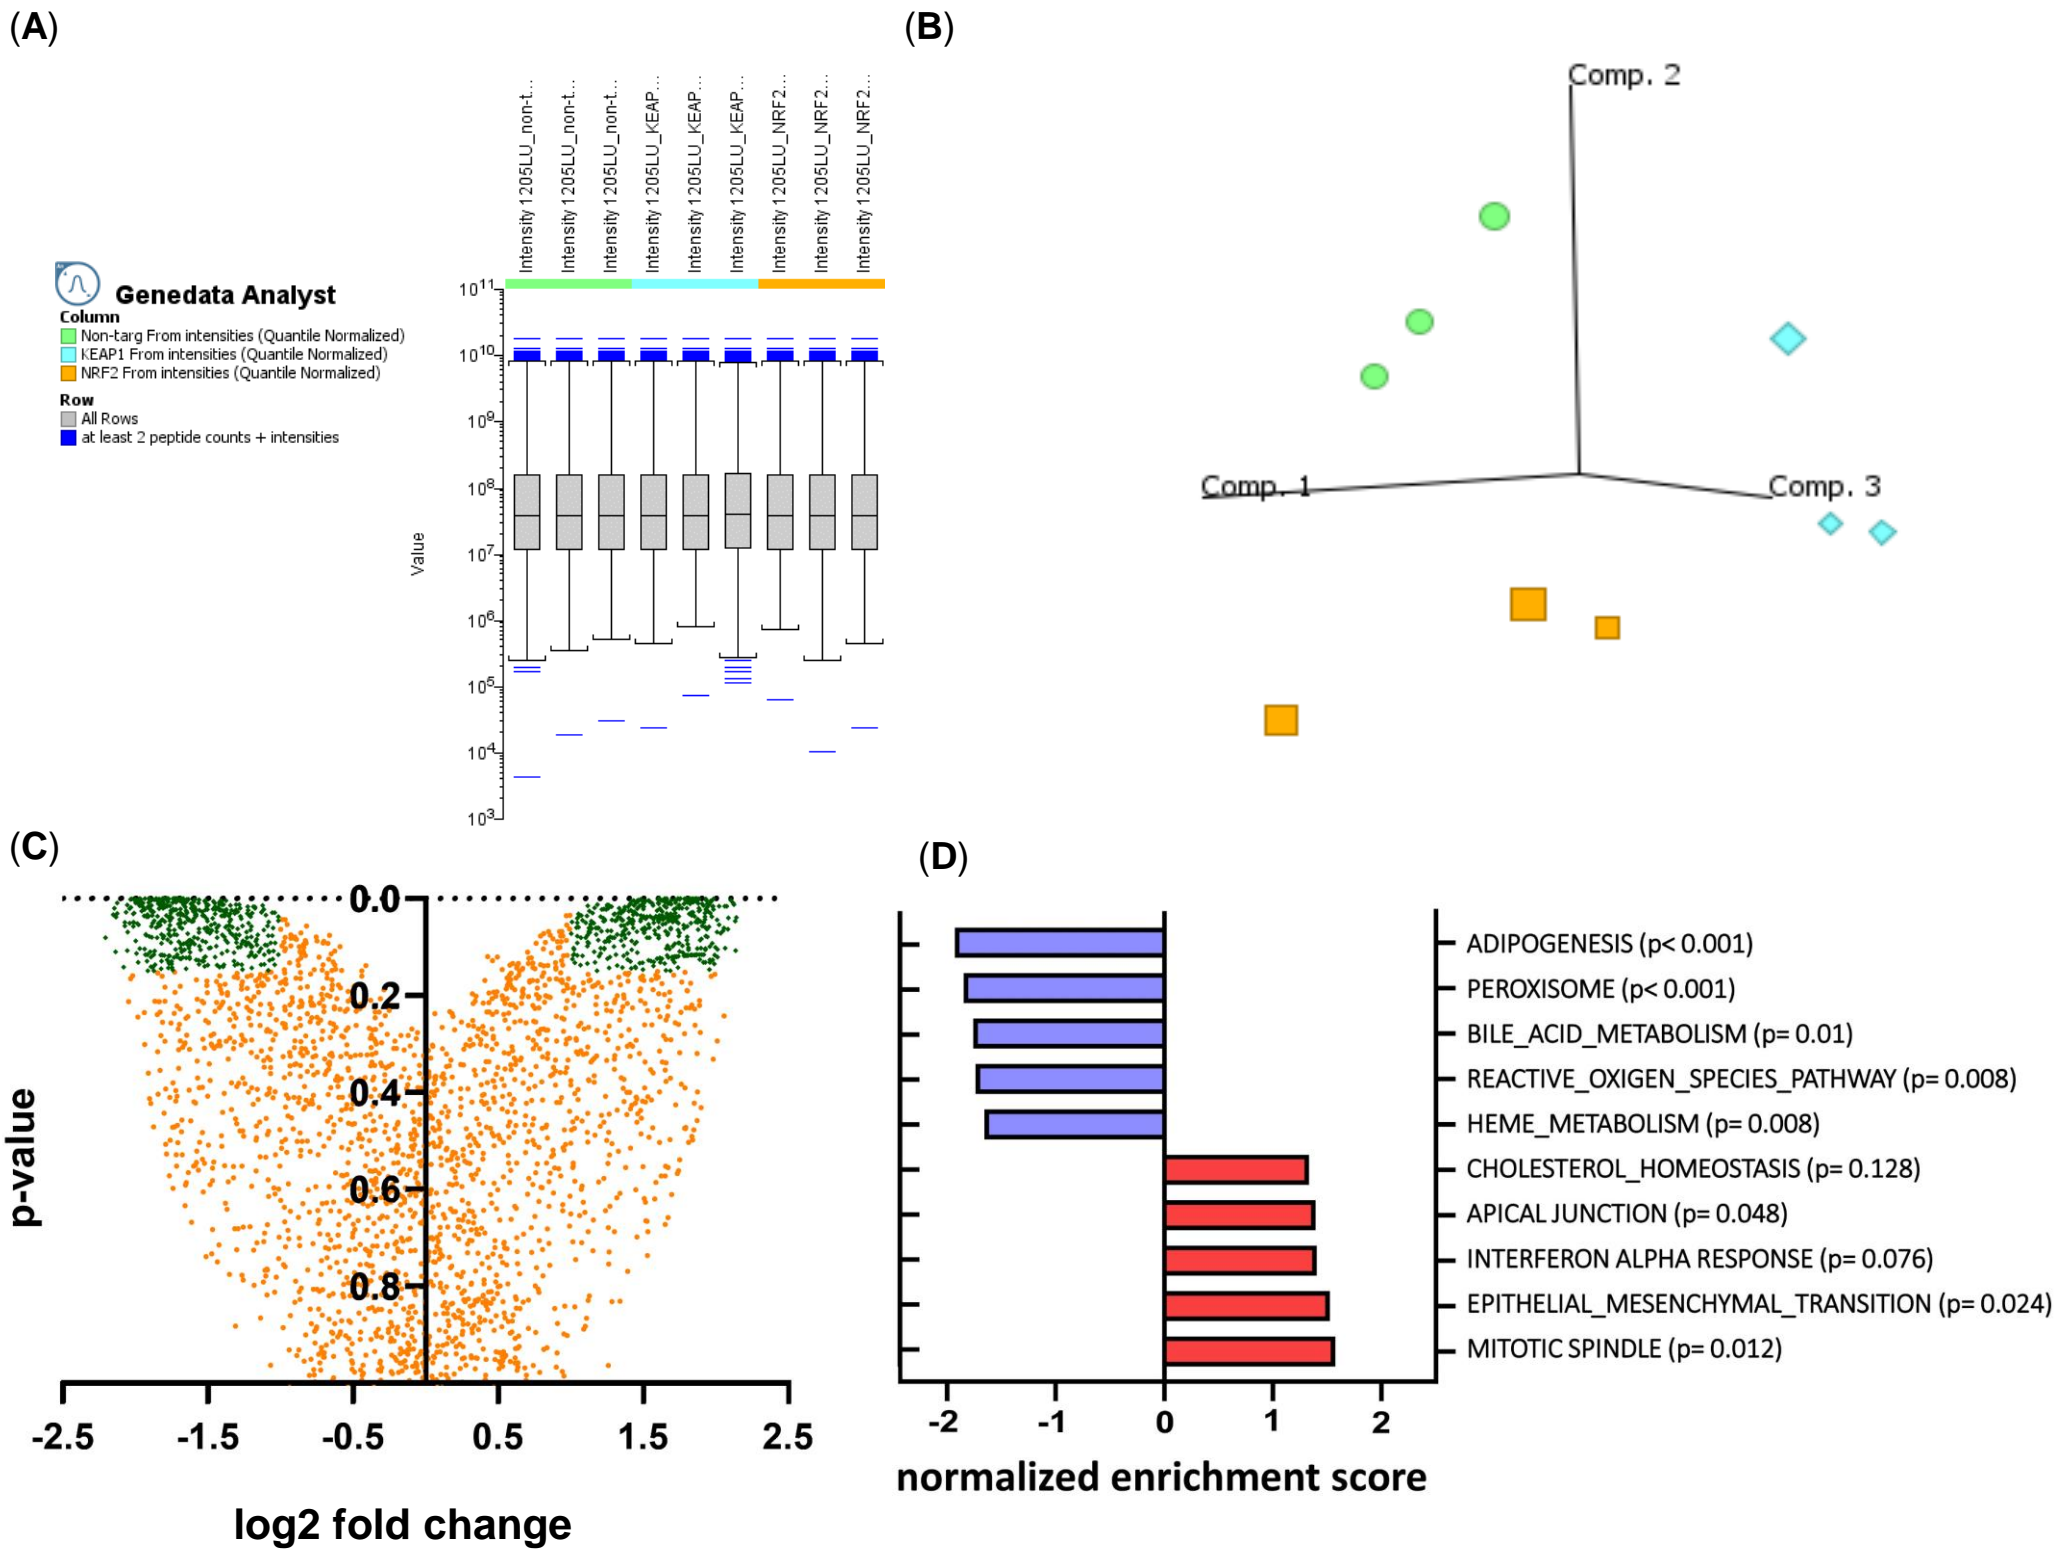 (A)
Intensity 1205LU_non-t...
Intensity 1205LU_non-t...
Intensity 1205LU_non-t...
Intensity 1205LU_KEAP...
Intensity 1205LU_KEAP...
Intensity 1205LU_KEAP...
Intensity 1205LU_NRF2...
Intensity 1205LU_NRF2...
Intensity 1205LU_NRF2...
Genedata Analyst
Column
Non-targ From intensities (Quantile Normalized)
KEAP1 From intensities (Quantile Normalized)
NRF2 From intensities (Quantile Normalized)
Row
All Rows
at least 2 peptide counts + intensities
Value
10¹¹
10¹⁰
10⁹
10⁸
10⁷
10⁶
10⁵
10⁴
10³
(B)
Comp. 2
Comp. 1
Comp. 3
(C)
0.0
0.2
0.4
0.6
0.8
p-value
-2.5 -1.5 -0.5 0.5 1.5 2.5
log2 fold change
(D)
ADIPOGENESIS (p< 0.001)
PEROXISOME (p< 0.001)
BILE_ACID_METABOLISM (p= 0.01)
REACTIVE_OXIGEN_SPECIES_PATHWAY (p= 0.008)
HEME_METABOLISM (p= 0.008)
CHOLESTEROL_HOMEOSTASIS (p= 0.128)
APICAL JUNCTION (p= 0.048)
INTERFERON ALPHA RESPONSE (p= 0.076)
EPITHELIAL_MESENCHYMAL_TRANSITION (p= 0.024)
MITOTIC SPINDLE (p= 0.012)
-2 -1 0 1 2
normalized enrichment score